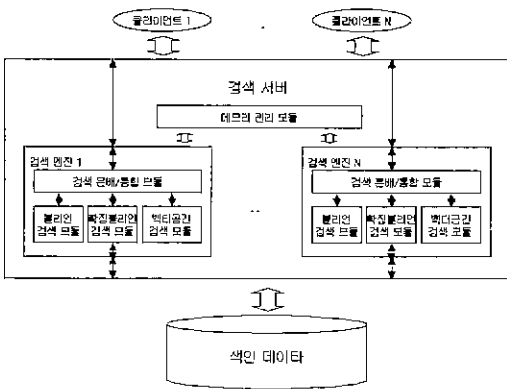 클라이언트 1
클라이언트 N
검색 서버
메모리 관리 모듈
검색 엔진 1
검색 분배/통합 모듈
불리언
검색 모듈
확장불리언
검색 모듈
벡터공간
검색 모듈
검색 엔진 N
검색 분배/통합 모듈
불리언
검색 모듈
확장불리언
검색 모듈
벡터공간
검색 모듈
색인 데이타